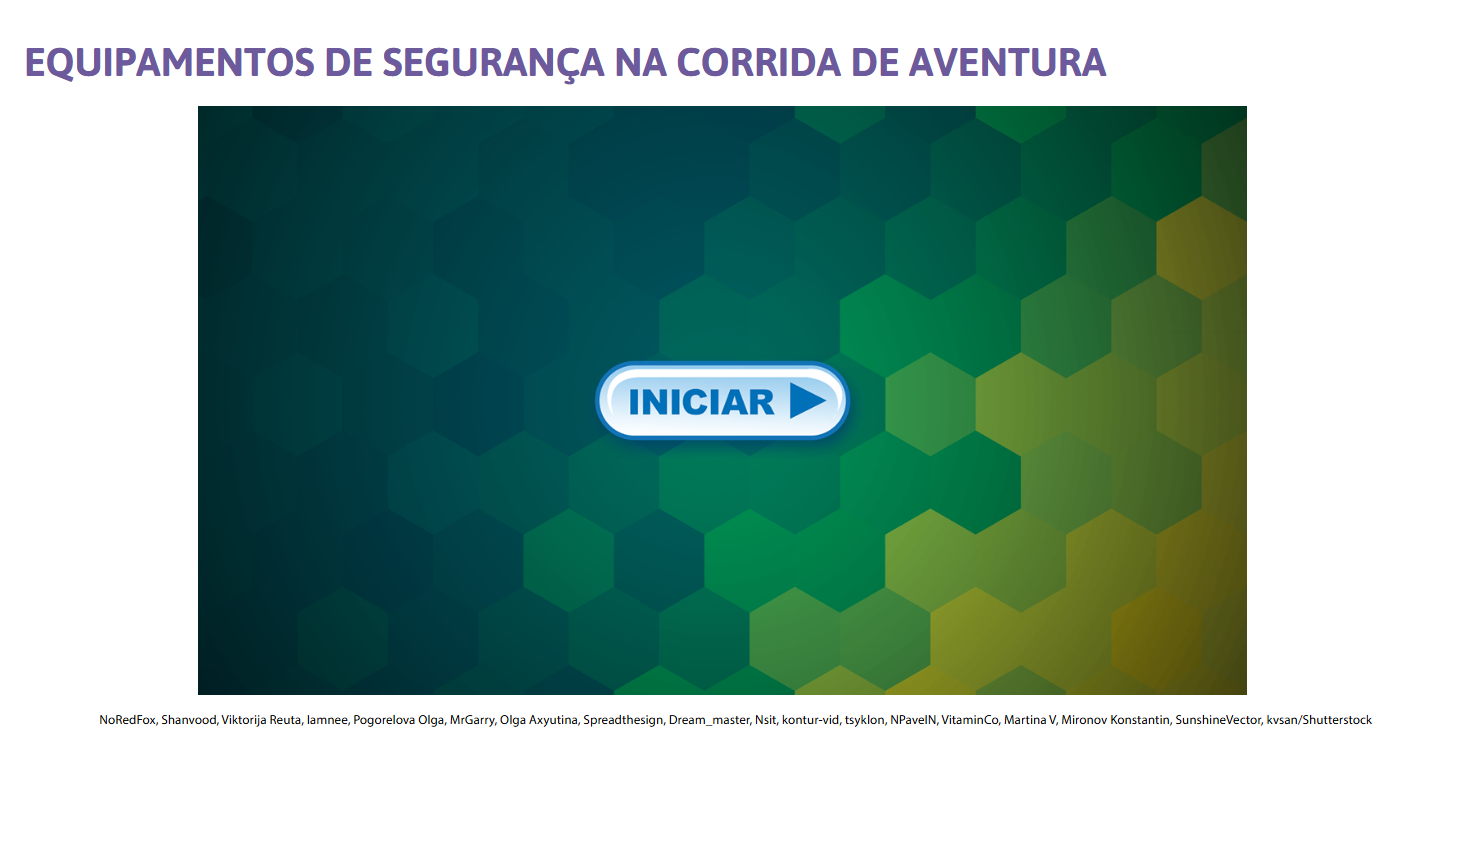 EQUIPAMENTOS DE SEGURANÇA NA CORRIDA DE AVENTURA
INICIAR
NoRedFox, Shanvood, Viktorija Reuta, Iamnee, Pogorelova Olga, MrGarry, Olga Axyutina, Spreadthesign, Dream_master, Nsit, kontur-vid, tsyklon, NPavelN, VitaminCo, Martina V, Mironov Konstantin, SunshineVector, kvsan/Shutterstock